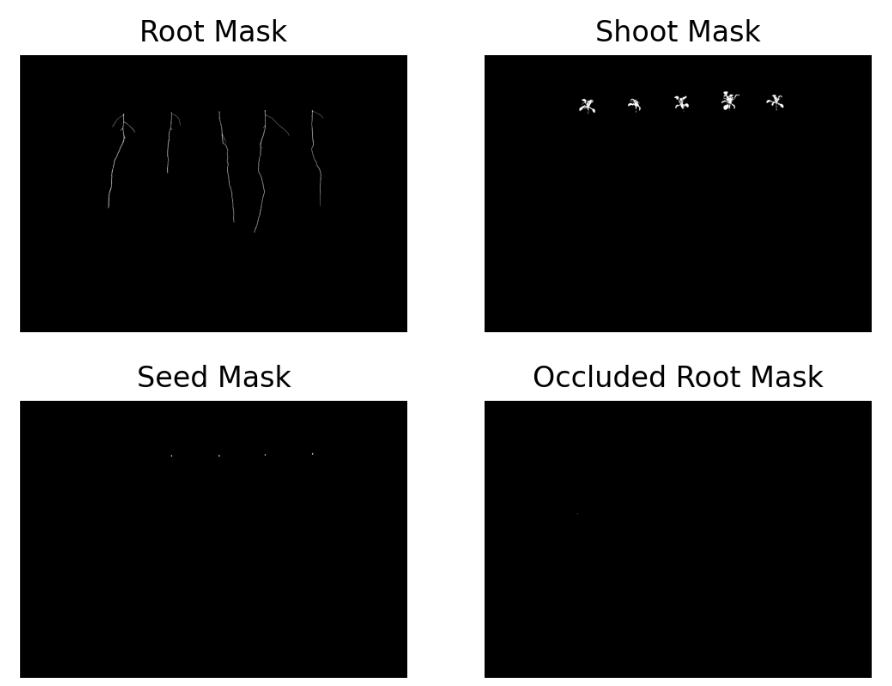 Root Mask
Shoot Mask
Seed Mask
Occluded Root Mask